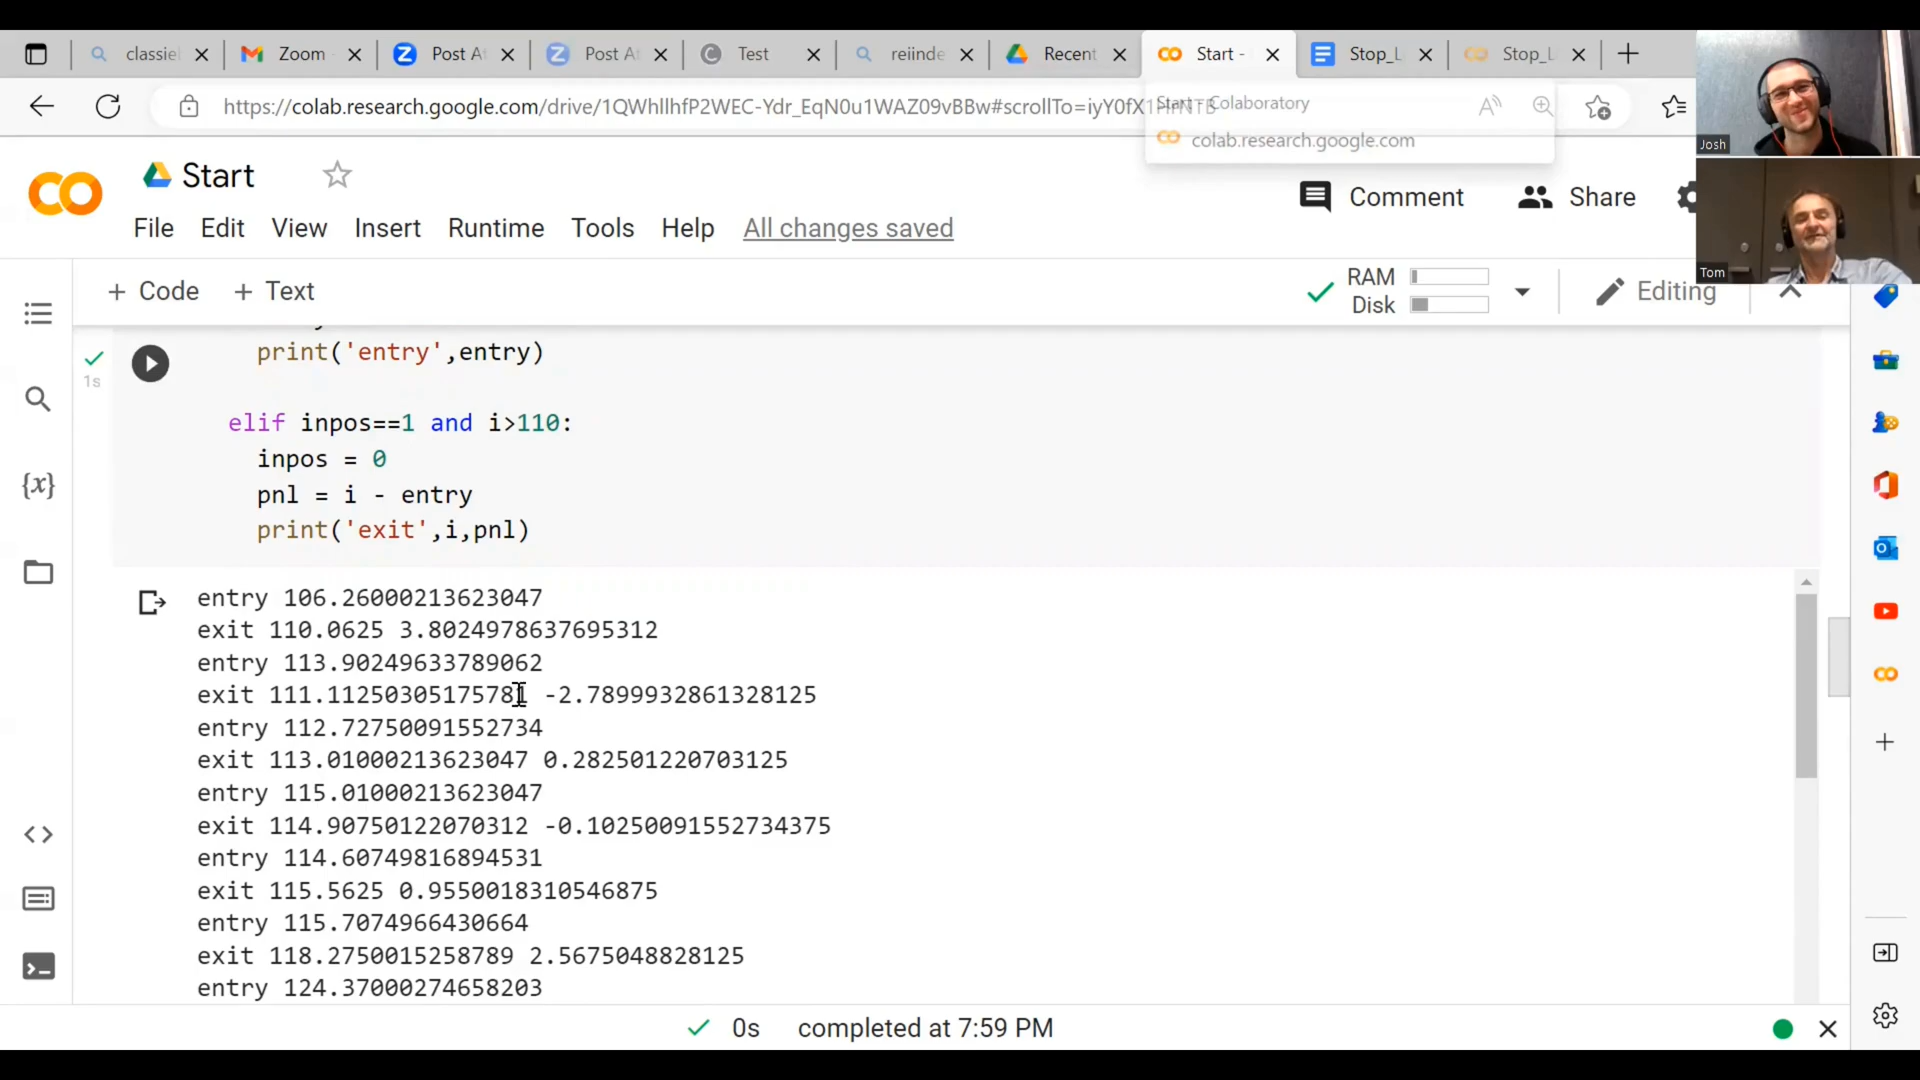 classie
Zoom
Post A
Post A
Test
reiinde
Recent
Start -
Stop_L
Stop_L
https://colab.research.google.com/drive/1QWhllhfP2WEC-Ydr_EqN0u1WAZ09vBBw#scrollTo=iyY0fX
Start - Colaboratory
colab.research.google.com
Josh
Start
Comment
Share
File Edit View Insert Runtime Tools Help All changes saved
Tom
+ Code + Text
RAM
Disk
Editing
print('entry',entry)
1s
elif inpos==1 and i>110:
inpos = 0
pnl = i - entry
print('exit',i,pnl)
entry 106.26000213623047
exit 110.0625 3.8024978637695312
entry 113.90249633789062
exit 111.11250305175781 -2.7899932861328125
entry 112.72750091552734
exit 113.01000213623047 0.282501220703125
entry 115.01000213623047
exit 114.90750122070312 -0.10250091552734375
entry 114.60749816894531
exit 115.5625 0.9550018310546875
entry 115.7074966430664
exit 118.2750015258789 2.5675048828125
entry 124.37000274658203
0s completed at 7:59 PM